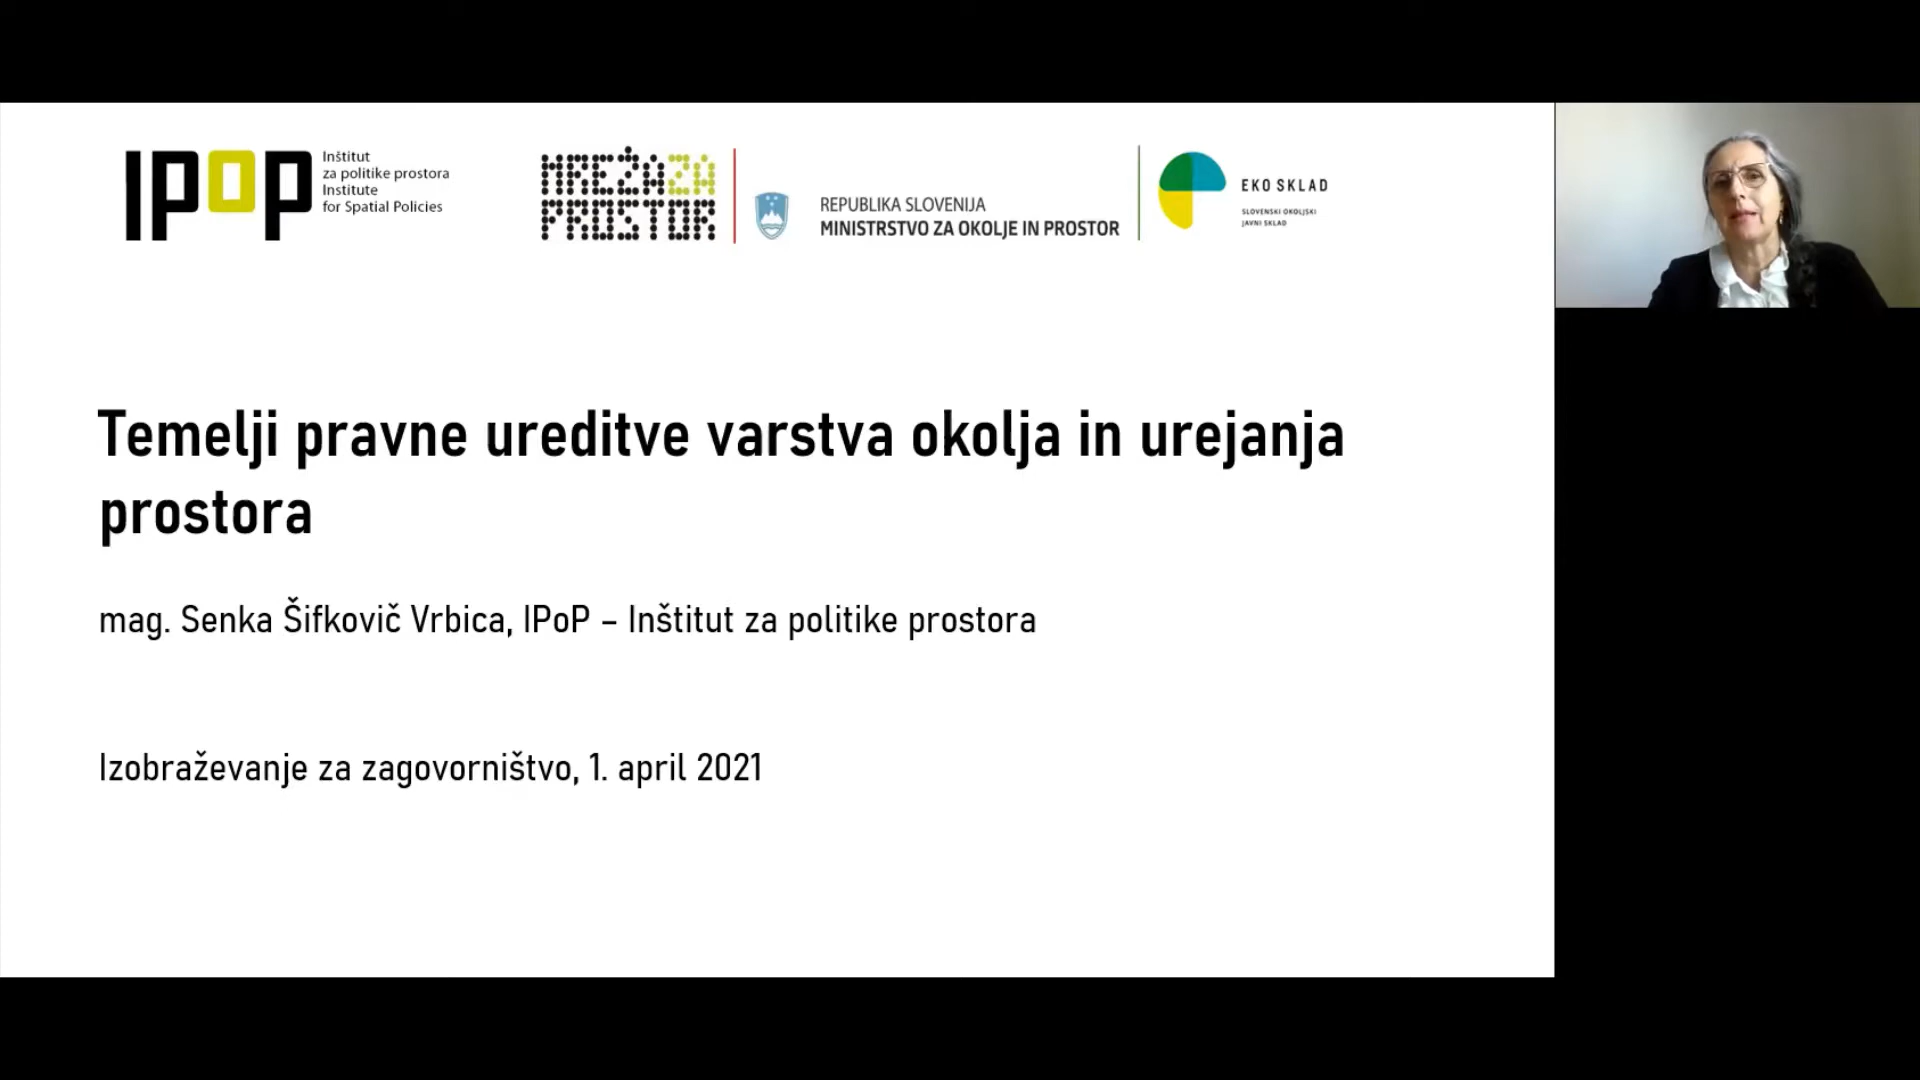 IPOP
Inštitut
za politike prostora
Institute
for Spatial Policies
MREŽA ZA
PROSTOR
REPUBLIKA SLOVENIJA
MINISTRSTVO ZA OKOLJE IN PROSTOR
EKO SKLAD
SLOVENSKI OKOLJSKI
JAVNI SKLAD
Temelji pravne ureditve varstva okolja in urejanja
prostora
mag. Senka Šifkovič Vrbica, IPoP – Inštitut za politike prostora
Izobraževanje za zagovorništvo, 1. april 2021